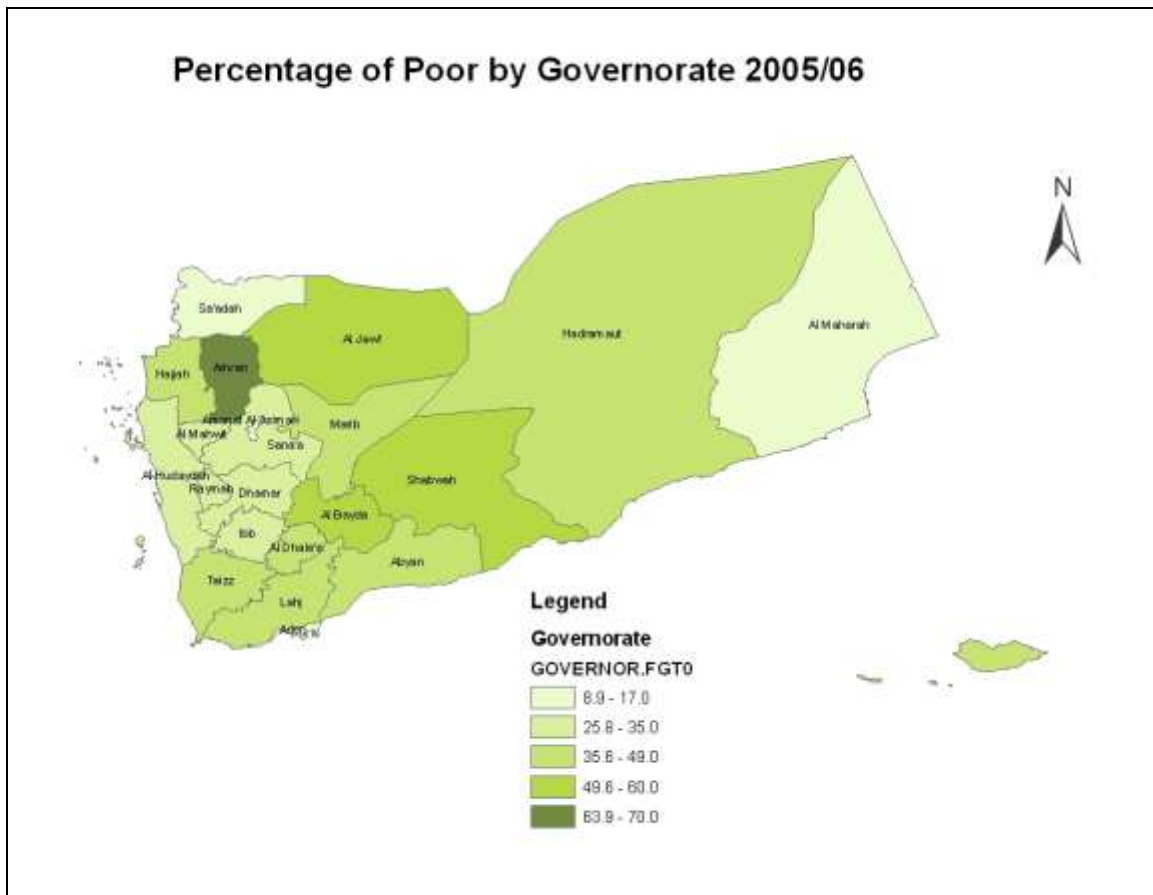 Percentage of Poor by Governorate 2005/06
N
Sa'adah
Al Jawf
Hadramaut
Al Maharah
Amran
Hajjah
Al-Asimah
Marib
Al Mahwit
Sana'a
Al-Hudaydah
Raymah
Dhamar
Shabwah
Al Bayda
Ibb
Al Dhale
Abyan
Taizz
Lahj
Aden
Legend
Governorate
GOVERNOR.FGT0
8.9 - 17.0
25.8 - 35.0
35.6 - 49.0
49.6 - 60.0
63.9 - 70.0